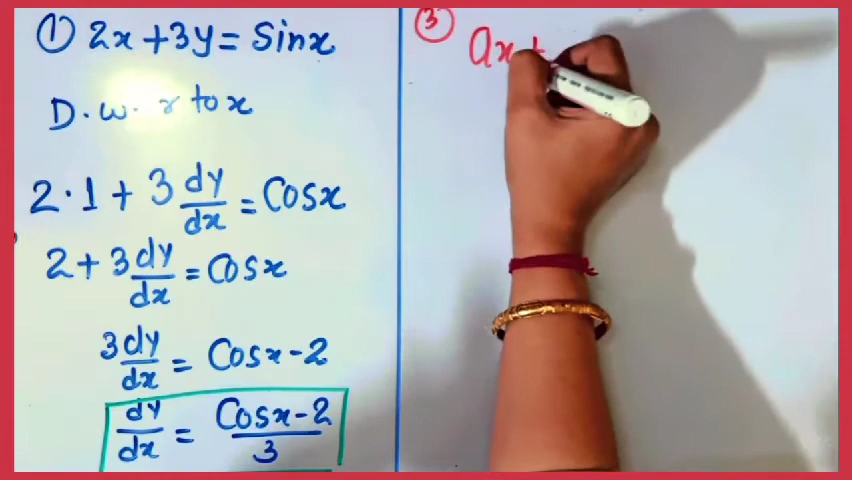 ① 2x + 3y = Sinx
D. w. r to x
2 · 1 + 3 dy/dx = Cosx
2 + 3 dy/dx = Cosx
3 dy/dx = Cosx - 2
dy/dx = Cosx - 2 / 3
③ ax +